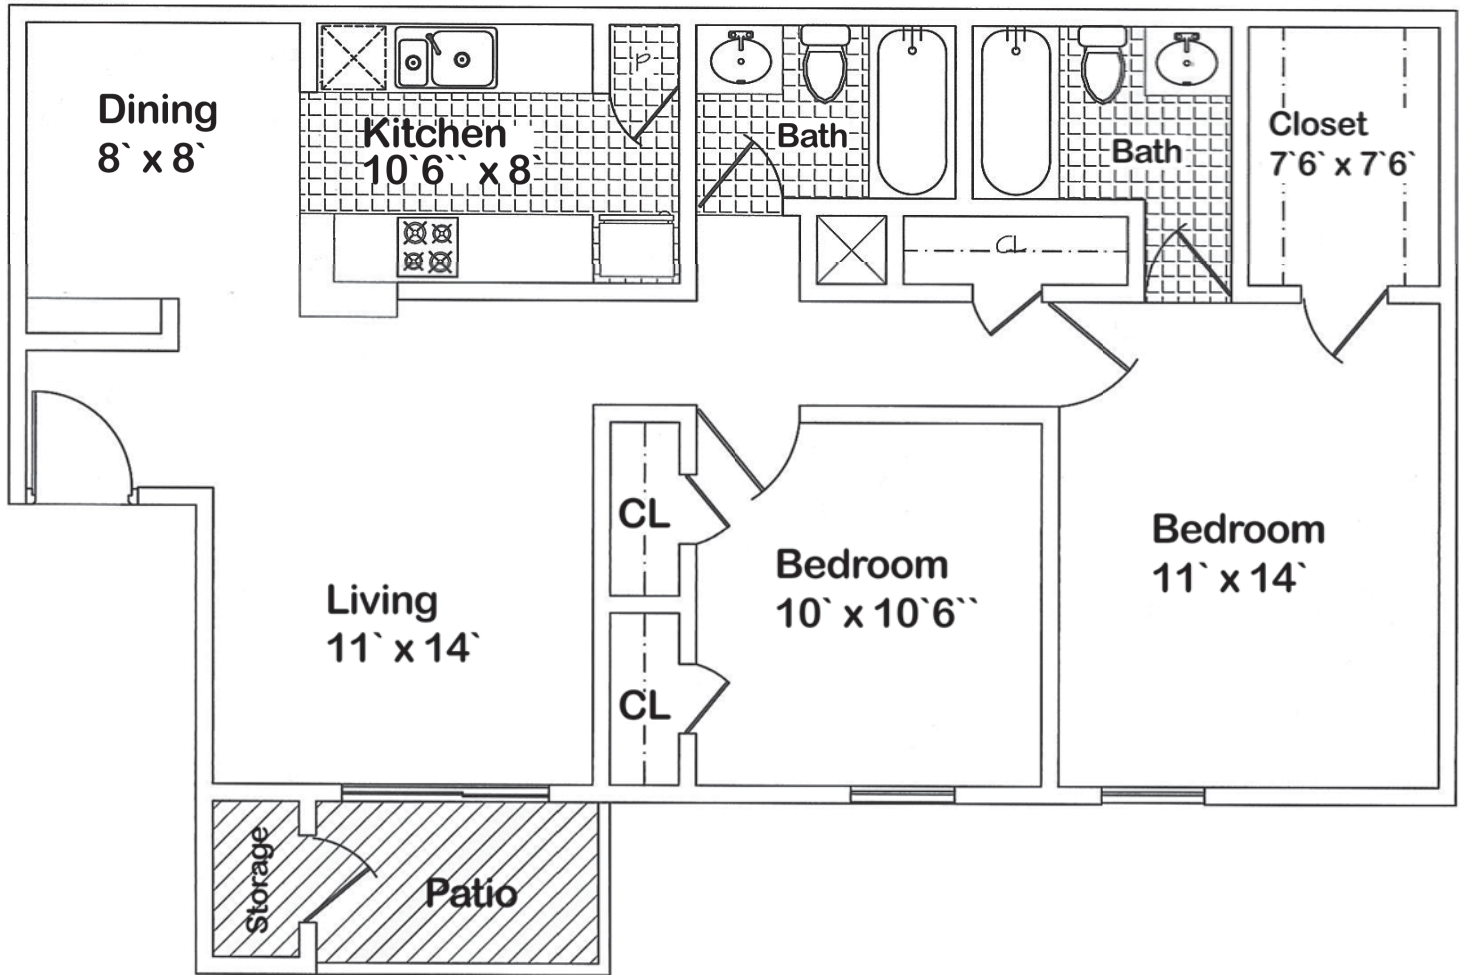 Dining
8` x 8`
Kitchen
10`6`` x 8`
P.
Bath
Bath
Closet
7`6` x 7`6`
CL
CL
CL
Living
11` x 14`
Bedroom
10` x 10`6``
Bedroom
11` x 14`
Storage
Patio